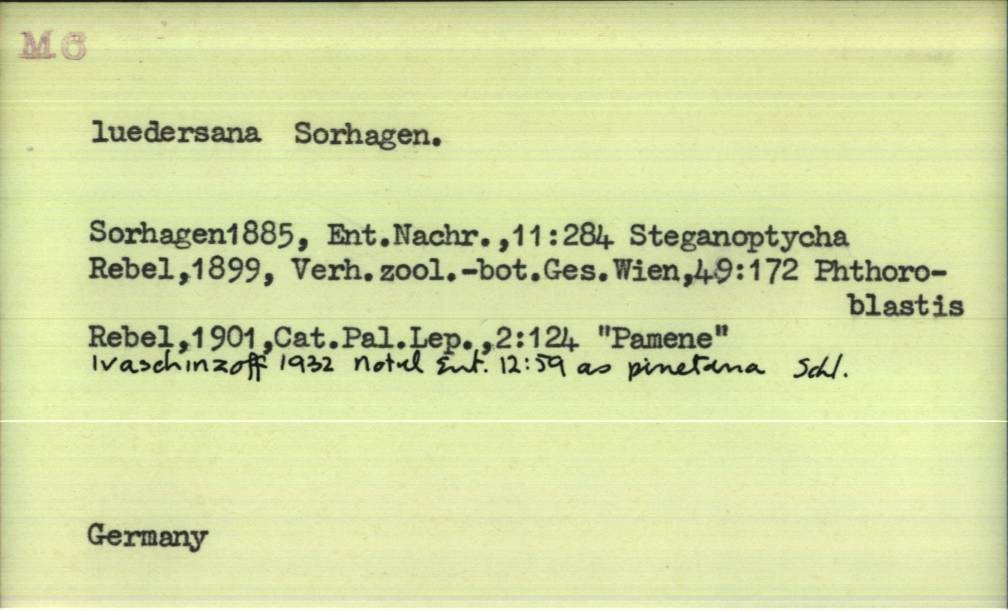 M6
luedersana Sorhagen.
Sorhagen1885, Ent.Nachr.,11:284 Steganoptycha
Rebel,1899, Verh.zool.-bot.Ges.Wien,49:172 Phthoro-
blastis
Rebel,1901,Cat.Pal.Lep.,2:124 "Pamene"
Ivaschinzoff 1932 Notul Ent. 12:59 as pinetana Schl.
Germany